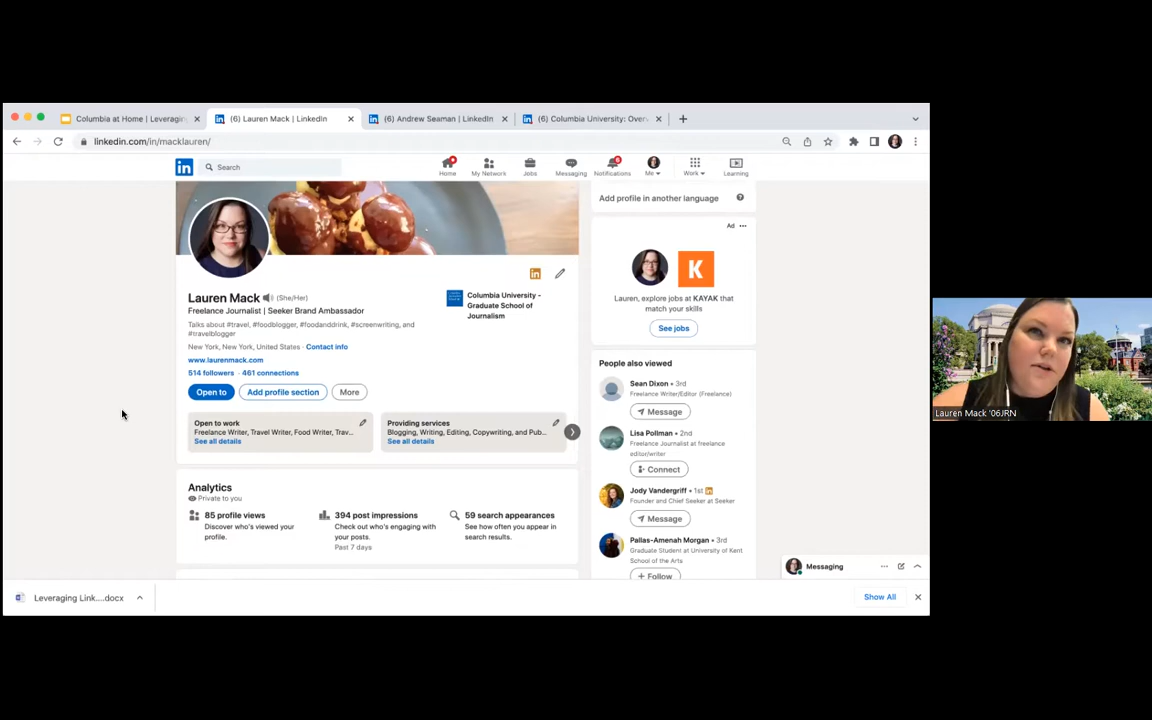 Columbia at Home | Leveragin
(6) Lauren Mack | LinkedIn
(6) Andrew Seaman | LinkedIn
(6) Columbia University: Over
linkedin.com/in/macklauren/
in
Search
Home
My Network
Jobs
Messaging
6
Notifications
Me
Work
Learning
Add profile in another language
Ad
K
Lauren, explore jobs at KAYAK that
match your skills
See jobs
in
Lauren Mack (She/Her)
Freelance Journalist | Seeker Brand Ambassador
Talks about #travel, #foodblogger, #foodanddrink, #screenwriting, and
#travelblogger
New York, New York, United States · Contact info
www.laurenmack.com
514 followers · 461 connections
Columbia University -
Graduate School of
Journalism
Open to
Add profile section
More
Open to work
Freelance Writer, Travel Writer, Food Writer, Trav...
See all details
Providing services
Blogging, Writing, Editing, Copywriting, and Pub...
See all details
Analytics
Private to you
85 profile views
Discover who's viewed your
profile.
394 post impressions
Check out who's engaging with
your posts.
Past 7 days
59 search appearances
See how often you appear in
search results.
People also viewed
Sean Dixon • 3rd
Freelance Writer/Editor (Freelance)
Message
Lisa Pollman • 2nd
Freelance Journalist at freelance
editor/writer
Connect
Jody Vandergriff • 1st in
Founder and Chief Seeker at Seeker
Message
Pallas-Amenah Morgan • 3rd
Graduate Student at University of Kent
School of the Arts
+ Follow
Messaging
Leveraging Link....docx
Show All
Lauren Mack '06JRN